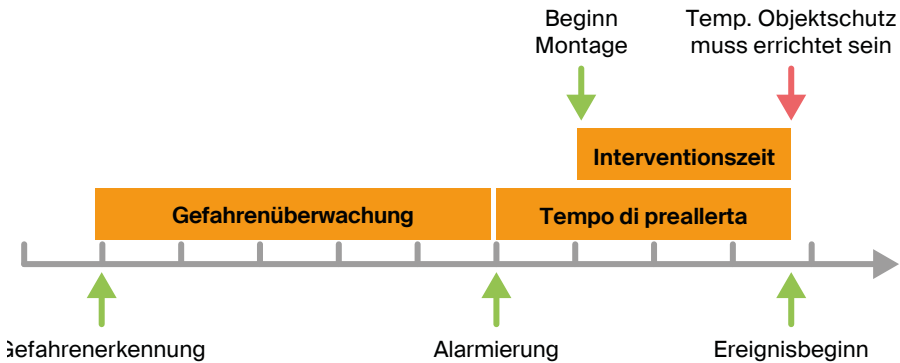 Beginn
Montage
Temp. Objektschutz
muss errichtet sein
Interventionszeit
Gefahrenüberwachung
Tempo di preallerta
Gefahrenerkennung
Alarmierung
Ereignisbeginn